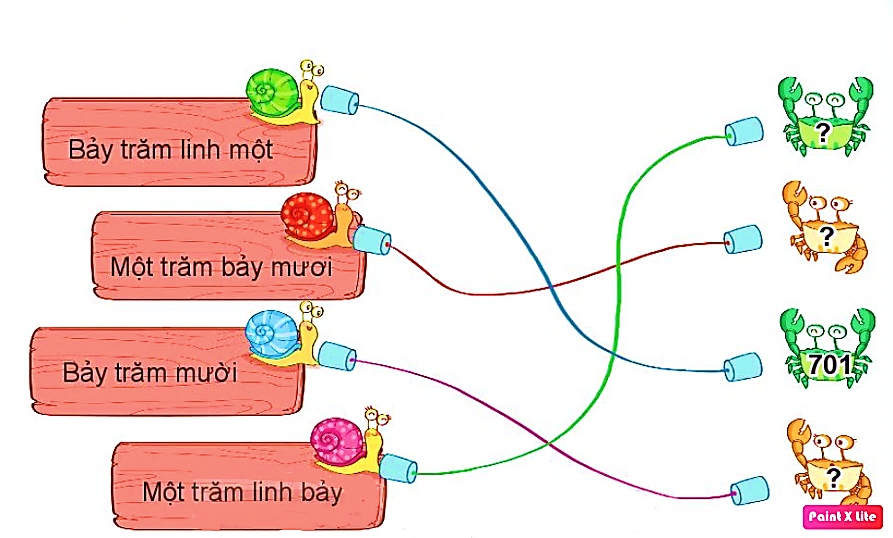 Bảy trăm linh một
?
Một trăm bảy mươi
?
Bảy trăm mười
701
Một trăm linh bảy
?
Paint X lite